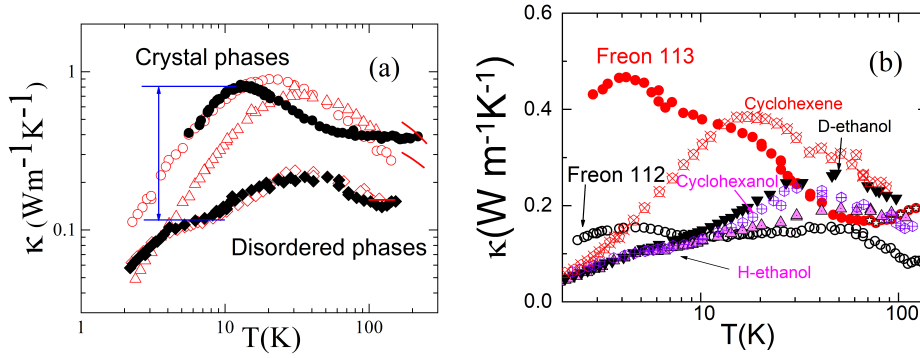 Crystal phases
(a)
1
0.1
Disordered phases
1
10
100
T(K)
κ (Wm⁻¹K⁻¹)
0.6
0.4
0.2
0.0
κ(W m⁻¹K⁻¹)
Freon 113
(b)
Cyclohexene
D-ethanol
Freon 112
Cyclohexanol
H-ethanol
10
100
T(K)